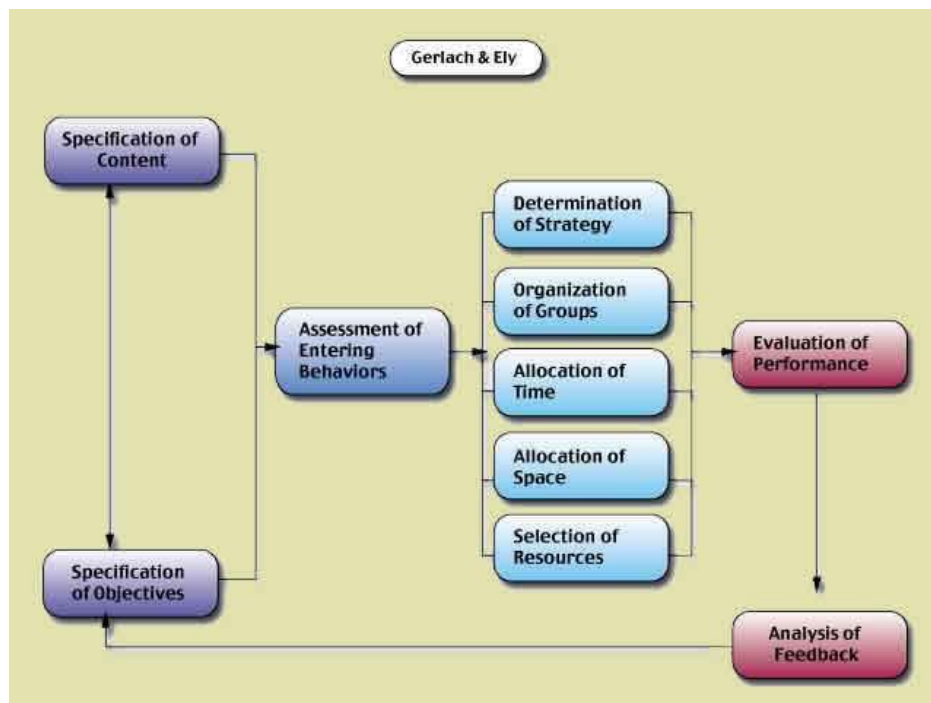 Gerlach & Ely
Specification of
Content
Determination
of Strategy
Organization
of Groups
Assessment of
Entering
Behaviors
Evaluation of
Performance
Allocation of
Time
Allocation of
Space
Selection of
Resources
Specification
of Objectives
Analysis of
Feedback